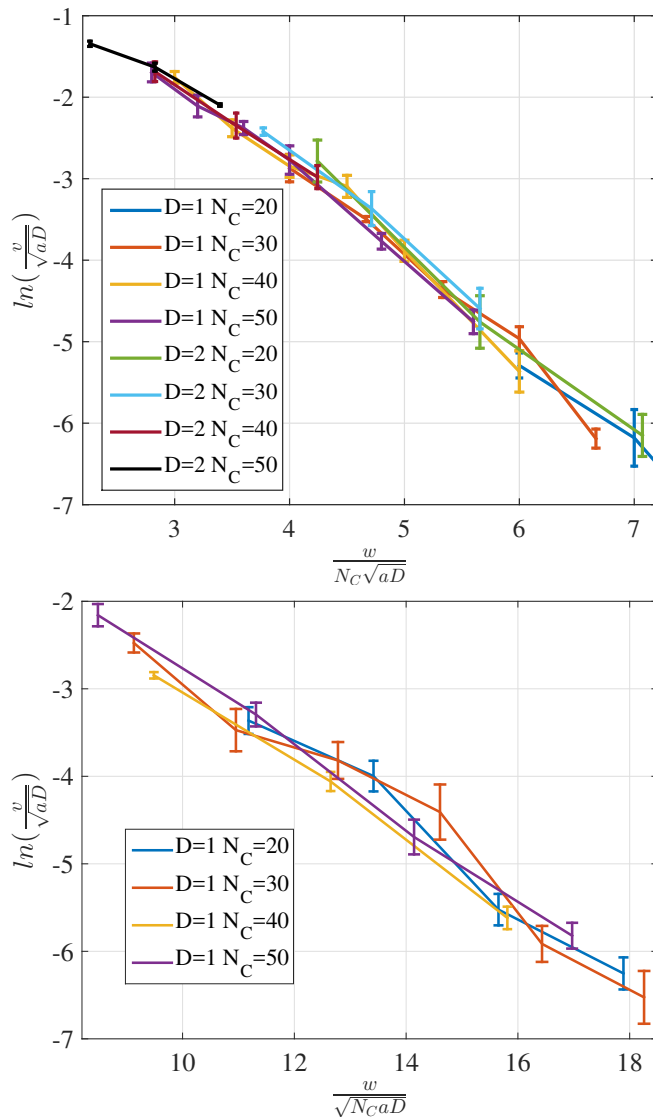 -1
-2
-3
-4
-5
-6
-7
ln(v/√aD)
D=1 N_C=20
D=1 N_C=30
D=1 N_C=40
D=1 N_C=50
D=2 N_C=20
D=2 N_C=30
D=2 N_C=40
D=2 N_C=50
3 4 5 6 7
w/N_C√aD
-2
-3
-4
-5
-6
-7
ln(v/√aD)
D=1 N_C=20
D=1 N_C=30
D=1 N_C=40
D=1 N_C=50
10 12 14 16 18
w/√N_CaD